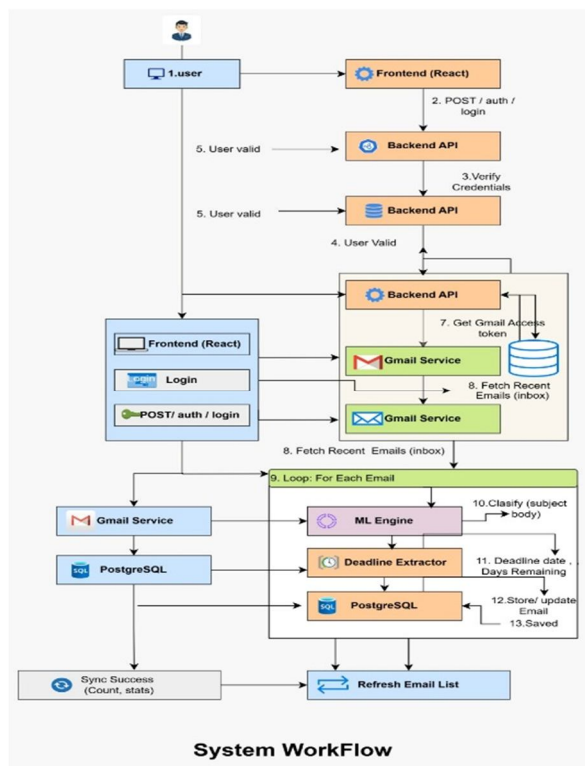 1.user
Frontend (React)
2. POST / auth /
login
5. User valid
Backend API
3.Verify
Credentials
5. User valid
Backend API
4. User Valid
Backend API
7. Get Gmail Access
token
Frontend (React)
Gmail Service
Login
Login
8. Fetch Recent
Emails (inbox)
POST/ auth / login
Gmail Service
8. Fetch Recent Emails (inbox)
9. Loop: For Each Email
10.Clasify (subject
body)
Gmail Service
ML Engine
11. Deadline date ,
Days Remaining
SQL
PostgreSQL
Deadline Extractor
12.Store/ update
Email
SQL
PostgreSQL
13.Saved
Sync Success
(Count, stats)
Refresh Email List
System WorkFlow